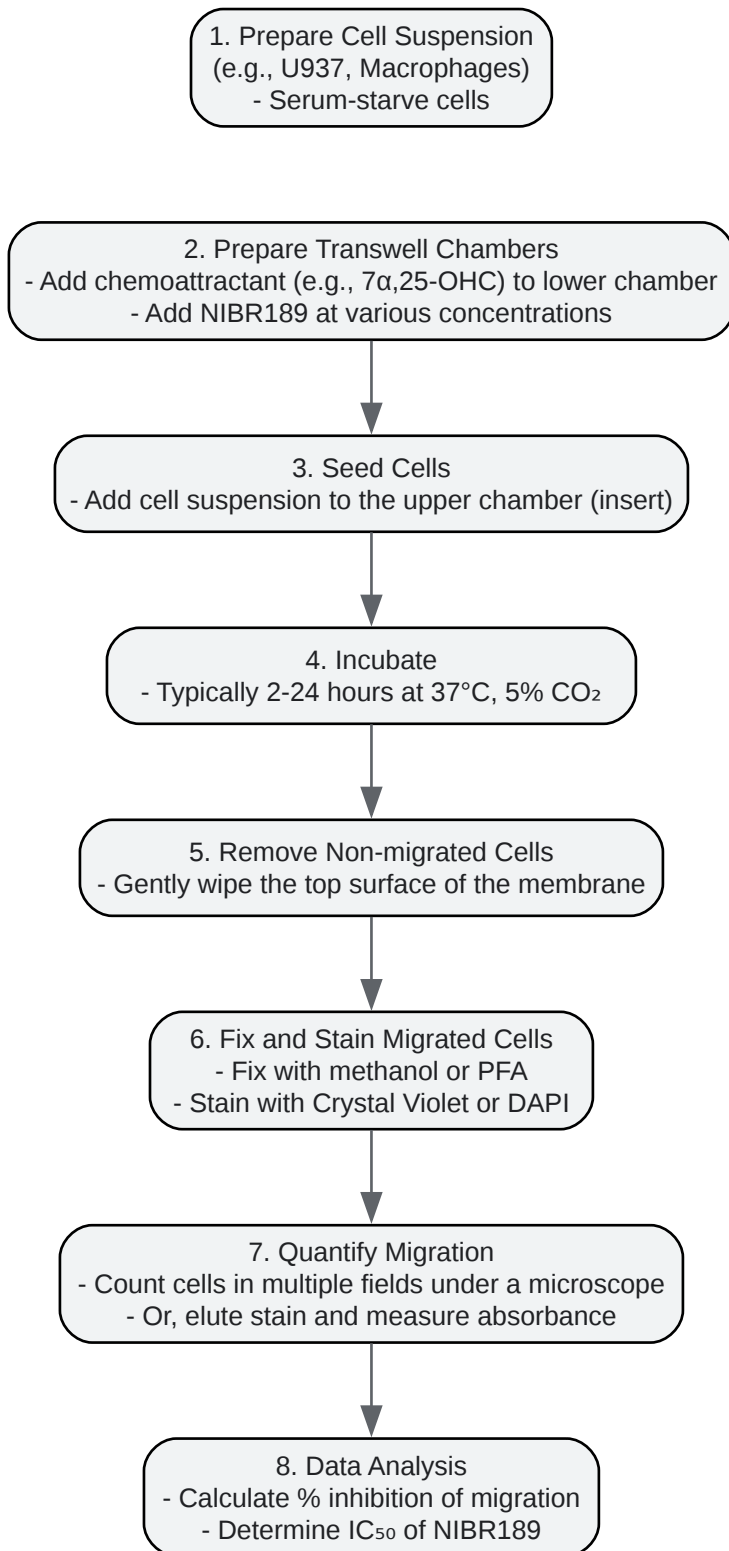 1. Prepare Cell Suspension
(e.g., U937, Macrophages)
- Serum-starve cells
2. Prepare Transwell Chambers
- Add chemoattractant (e.g., 7α,25-OHC) to lower chamber
- Add NIBR189 at various concentrations
3. Seed Cells
- Add cell suspension to the upper chamber (insert)
4. Incubate
- Typically 2-24 hours at 37°C, 5% CO₂
5. Remove Non-migrated Cells
- Gently wipe the top surface of the membrane
6. Fix and Stain Migrated Cells
- Fix with methanol or PFA
- Stain with Crystal Violet or DAPI
7. Quantify Migration
- Count cells in multiple fields under a microscope
- Or, elute stain and measure absorbance
8. Data Analysis
- Calculate % inhibition of migration
- Determine IC₅₀ of NIBR189